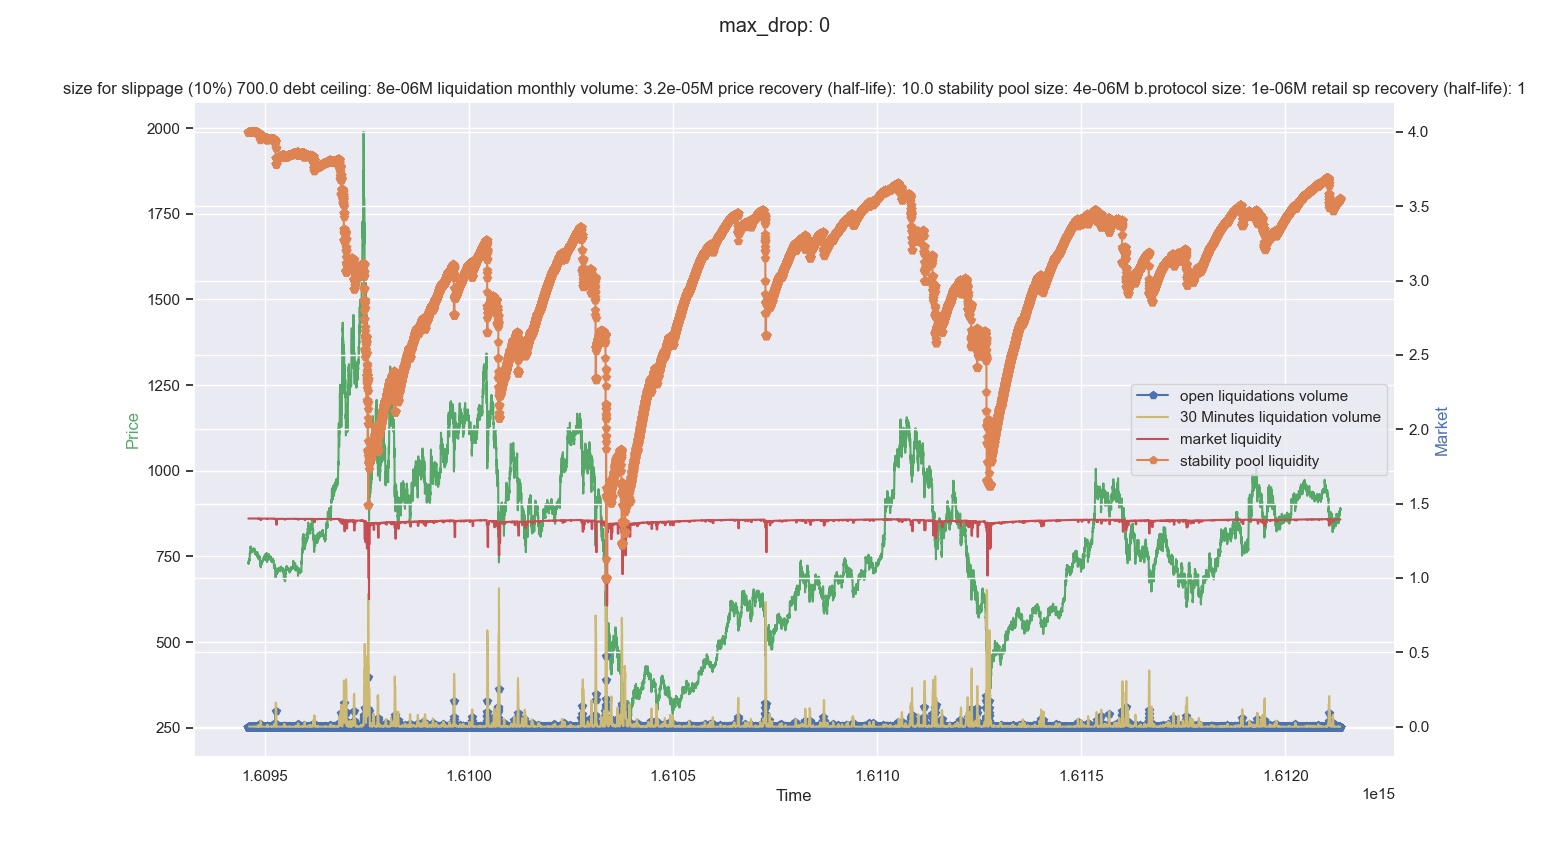 max_drop: 0
size for slippage (10%) 700.0 debt ceiling: 8e-06M liquidation monthly volume: 3.2e-05M price recovery (half-life): 10.0 stability pool size: 4e-06M b.protocol size: 1e-06M retail sp recovery (half-life): 1
2000
4.0
1750
3.5
3.0
1500
2.5
1250
open liquidations volume
30 Minutes liquidation volume
Price
2.0
Market
market liquidity
stability pool liquidity
1000
1.5
750
1.0
500
0.5
250
0.0
1.6095
1.6100
1.6105
1.6110
1.6115
1.6120
Time
1e15